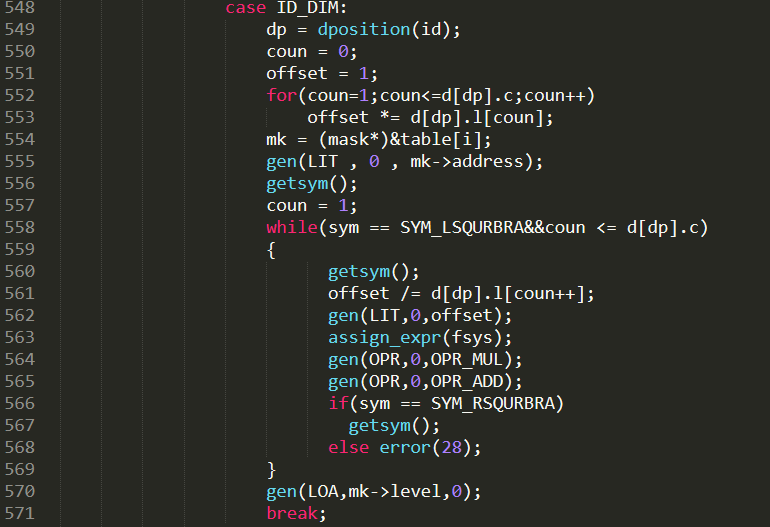 548 case ID_DIM:
549 dp = dposition(id);
550 coun = 0;
551 offset = 1;
552 for(coun=1;coun<=d[dp].c;coun++)
553 offset *= d[dp].l[coun];
554 mk = (mask*)&table[i];
555 gen(LIT , 0 , mk->address);
556 getsym();
557 coun = 1;
558 while(sym == SYM_LSQURBRA&&coun <= d[dp].c)
559 {
560 getsym();
561 offset /= d[dp].l[coun++];
562 gen(LIT,0,offset);
563 assign_expr(fsys);
564 gen(OPR,0,OPR_MUL);
565 gen(OPR,0,OPR_ADD);
566 if(sym == SYM_RSQURBRA)
567 getsym();
568 else error(28);
569 }
570 gen(LOA,mk->level,0);
571 break;